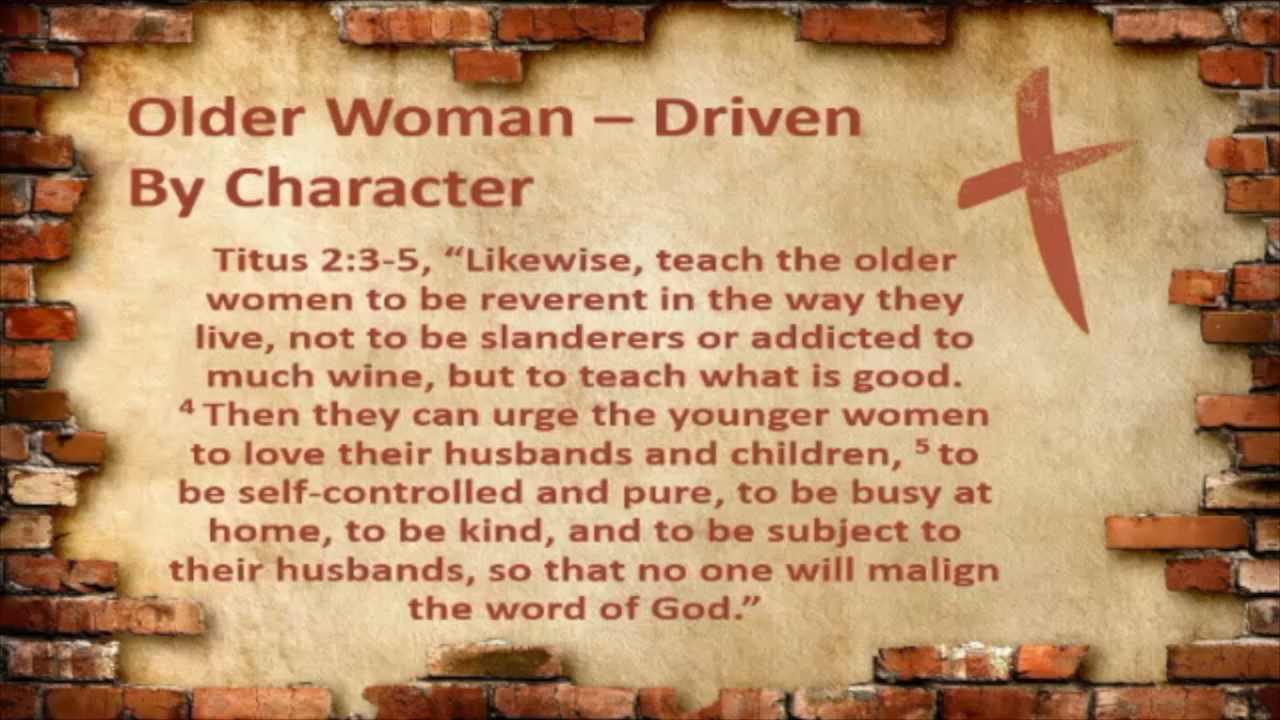 Older Woman – Driven
By Character
Titus 2:3-5, “Likewise, teach the older
women to be reverent in the way they
live, not to be slanderers or addicted to
much wine, but to teach what is good.
⁴ Then they can urge the younger women
to love their husbands and children, ⁵ to
be self-controlled and pure, to be busy at
home, to be kind, and to be subject to
their husbands, so that no one will malign
the word of God.”